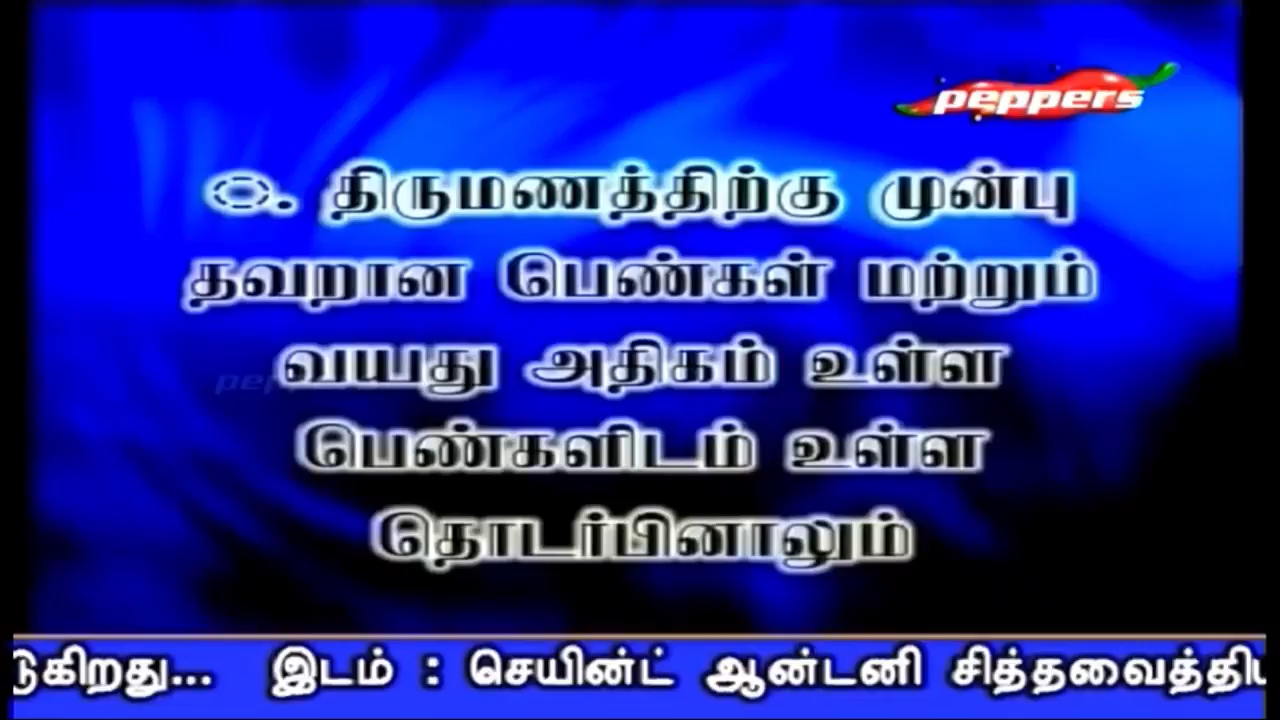 peppers
. திருமணத்திற்கு முன்பு
தவறான பெண்கள் மற்றும்
வயது அதிகம் உள்ள
பெண்களிடம் உள்ள
தொடர்பினாலும்
டுகிறது... இடம் : செயின்ட் ஆன்டனி சித்தவைத்திய